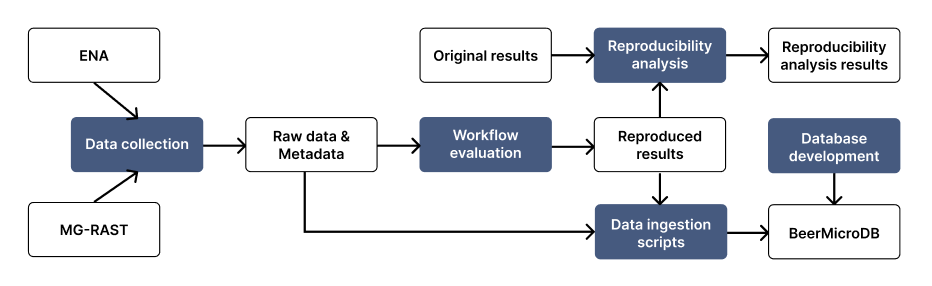 ENA
Original results
Reproducibility
analysis
Reproducibility
analysis results
Data collection
Raw data &
Metadata
Workflow
evaluation
Reproduced
results
Database
development
MG-RAST
Data ingestion
scripts
BeerMicroDB